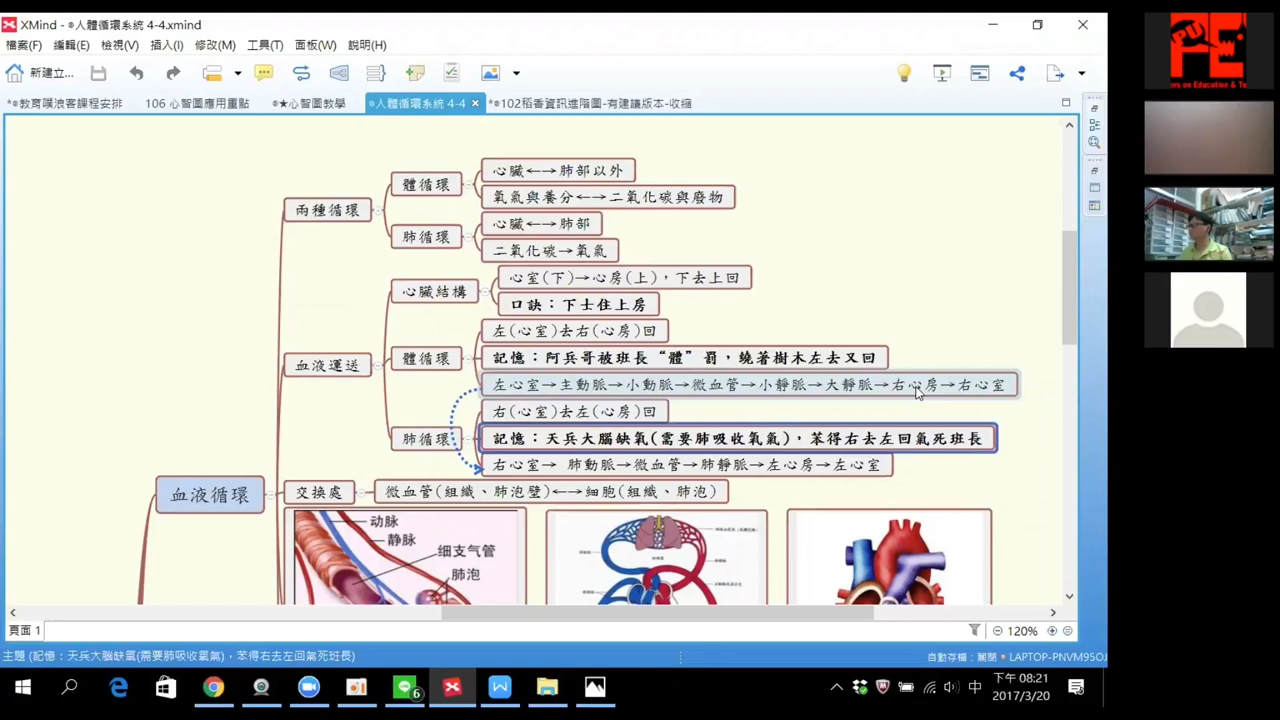 XMind - ®人體循環系統 4-4.xmind
檔案(F) 編輯(E) 檢視(V) 插入(I) 修改(M) 工具(T) 面板(W) 說明(H)
新建立...
*®教育噗浪客課程安排 106 心智圖應用重點 ®★心智圖教學 ®人體循環系統 4-4 *®102稻香資訊進階圖-有建議版本-收縮
兩種循環
體循環
心臟←→肺部以外
氧氣與養分←→二氧化碳與廢物
肺循環
心臟←→肺部
二氧化碳→氧氣
血液運送
心臟結構
心室(下)→心房(上)，下去上回
口訣：下士住上房
體循環
左(心室)去右(心房)回
記憶：阿兵哥被班長“體”罰，繞著樹木左去又回
左心室→主動脈→小動脈→微血管→小靜脈→大靜脈→右心房→右心室
肺循環
右(心室)去左(心房)回
記憶：天兵大腦缺氧(需要肺吸收氧氣)，苯得右去左回氣死班長
右心室→ 肺動脈→微血管→肺靜脈→左心房→左心室
血液循環
交換處
微血管(組織、肺泡壁)←→細胞(組織、肺泡)
动脉
静脉
细支气管
肺泡
頁面 1
120%
主題 (記憶：天兵大腦缺氧(需要肺吸收氧氣)，苯得右去左回氣死班長)
自動存檔：關閉 LAPTOP-PNVM95OJ
6
中
下午 08:21
2017/3/20
PU
ers on Education & Te